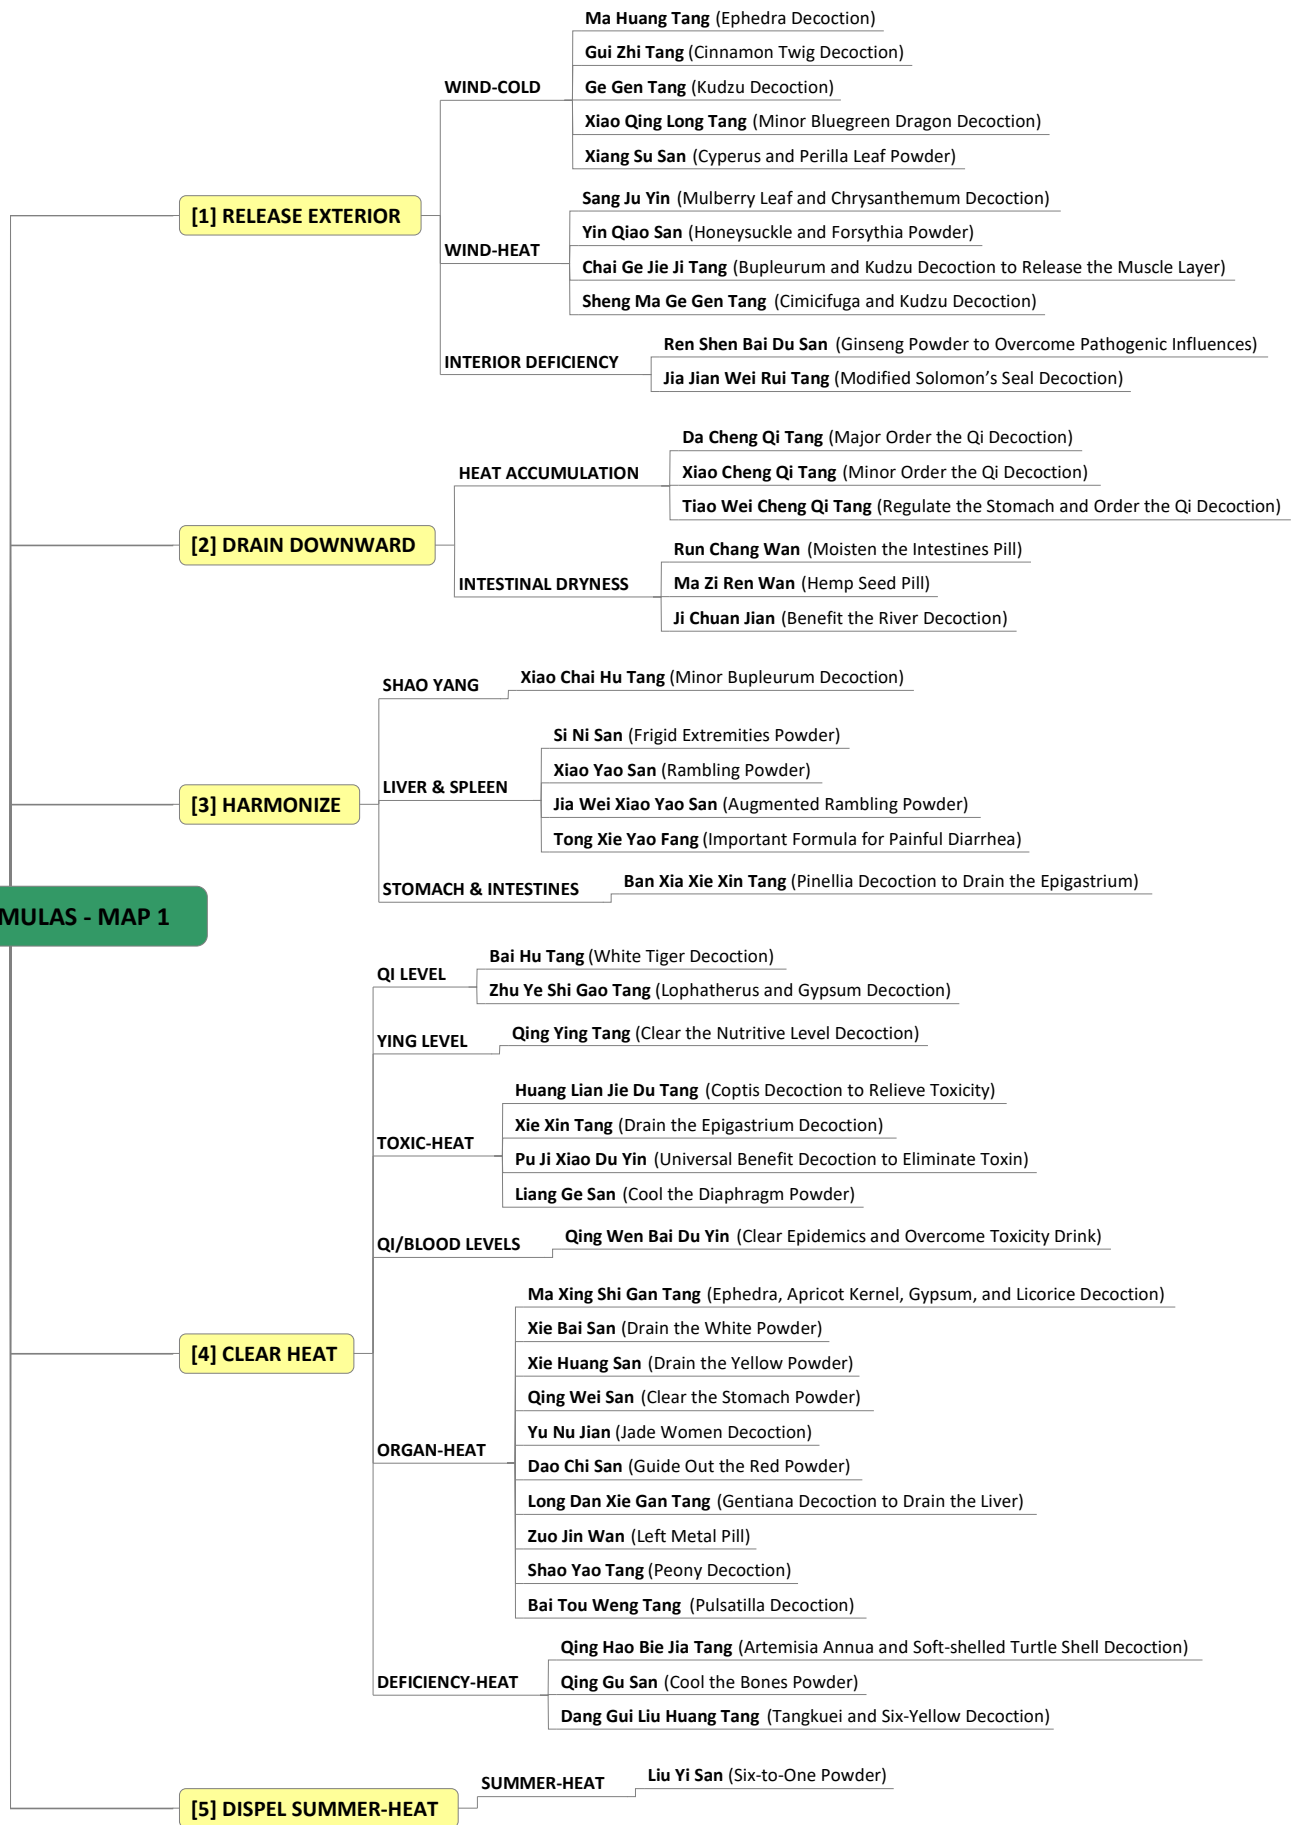 [1] RELEASE EXTERIOR
WIND-COLD
Ma Huang Tang (Ephedra Decoction)
Gui Zhi Tang (Cinnamon Twig Decoction)
Ge Gen Tang (Kudzu Decoction)
Xiao Qing Long Tang (Minor Bluegreen Dragon Decoction)
Xiang Su San (Cyperus and Perilla Leaf Powder)
WIND-HEAT
Sang Ju Yin (Mulberry Leaf and Chrysanthemum Decoction)
Yin Qiao San (Honeysuckle and Forsythia Powder)
Chai Ge Jie Ji Tang (Bupleurum and Kudzu Decoction to Release the Muscle Layer)
Sheng Ma Ge Gen Tang (Cimicifuga and Kudzu Decoction)
INTERIOR DEFICIENCY
Ren Shen Bai Du San (Ginseng Powder to Overcome Pathogenic Influences)
Jia Jian Wei Rui Tang (Modified Solomon's Seal Decoction)
[2] DRAIN DOWNWARD
HEAT ACCUMULATION
Da Cheng Qi Tang (Major Order the Qi Decoction)
Xiao Cheng Qi Tang (Minor Order the Qi Decoction)
Tiao Wei Cheng Qi Tang (Regulate the Stomach and Order the Qi Decoction)
INTESTINAL DRYNESS
Run Chang Wan (Moisten the Intestines Pill)
Ma Zi Ren Wan (Hemp Seed Pill)
Ji Chuan Jian (Benefit the River Decoction)
[3] HARMONIZE
SHAO YANG
Xiao Chai Hu Tang (Minor Bupleurum Decoction)
LIVER & SPLEEN
Si Ni San (Frigid Extremities Powder)
Xiao Yao San (Rambling Powder)
Jia Wei Xiao Yao San (Augmented Rambling Powder)
Tong Xie Yao Fang (Important Formula for Painful Diarrhea)
STOMACH & INTESTINES
Ban Xia Xie Xin Tang (Pinellia Decoction to Drain the Epigastrium)
MULAS - MAP 1
[4] CLEAR HEAT
QI LEVEL
Bai Hu Tang (White Tiger Decoction)
Zhu Ye Shi Gao Tang (Lophatherus and Gypsum Decoction)
YING LEVEL
Qing Ying Tang (Clear the Nutritive Level Decoction)
TOXIC-HEAT
Huang Lian Jie Du Tang (Coptis Decoction to Relieve Toxicity)
Xie Xin Tang (Drain the Epigastrium Decoction)
Pu Ji Xiao Du Yin (Universal Benefit Decoction to Eliminate Toxin)
Liang Ge San (Cool the Diaphragm Powder)
QI/BLOOD LEVELS
Qing Wen Bai Du Yin (Clear Epidemics and Overcome Toxicity Drink)
ORGAN-HEAT
Ma Xing Shi Gan Tang (Ephedra, Apricot Kernel, Gypsum, and Licorice Decoction)
Xie Bai San (Drain the White Powder)
Xie Huang San (Drain the Yellow Powder)
Qing Wei San (Clear the Stomach Powder)
Yu Nu Jian (Jade Women Decoction)
Dao Chi San (Guide Out the Red Powder)
Long Dan Xie Gan Tang (Gentiana Decoction to Drain the Liver)
Zuo Jin Wan (Left Metal Pill)
Shao Yao Tang (Peony Decoction)
Bai Tou Weng Tang (Pulsatilla Decoction)
DEFICIENCY-HEAT
Qing Hao Bie Jia Tang (Artemisia Annua and Soft-shelled Turtle Shell Decoction)
Qing Gu San (Cool the Bones Powder)
Dang Gui Liu Huang Tang (Tangkuei and Six-Yellow Decoction)
[5] DISPEL SUMMER-HEAT
SUMMER-HEAT
Liu Yi San (Six-to-One Powder)